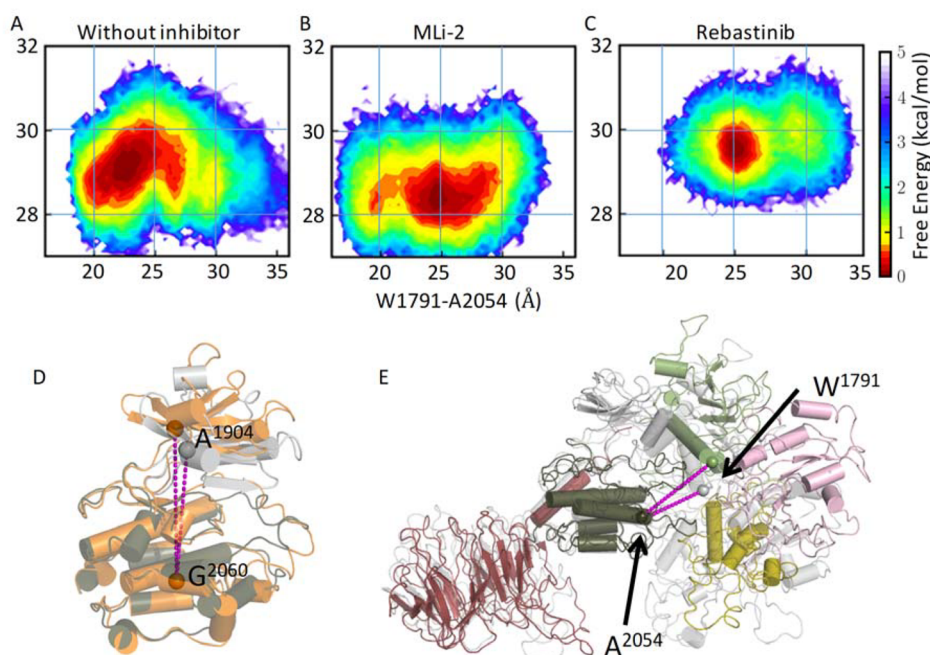 A
Without inhibitor
B
MLi-2
C
Rebastinib
32
30
28
20 25 30 35
32
30
28
20 25 30 35
32
30
28
20 25 30 35
5
4
3
2
1
0
Free Energy (kcal/mol)
W1791-A2054 (Å)
D
A1904
G2060
E
W1791
A2054